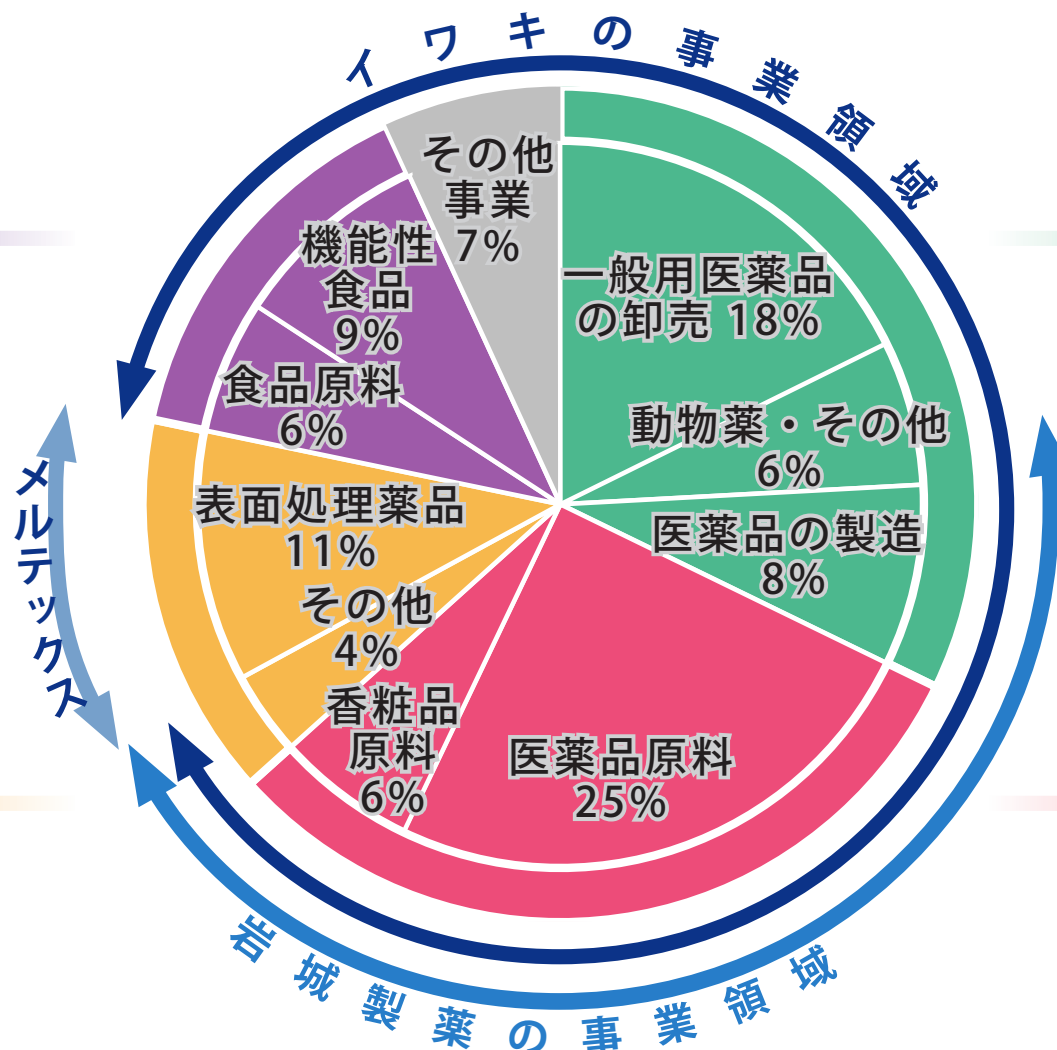 イワキの事業領域
その他
事業
7%
一般用医薬品
の卸売 18%
動物薬・その他
6%
医薬品の製造
8%
医薬品原料
25%
香粧品
原料
6%
その他
4%
表面処理薬品
11%
食品原料
6%
機能性
食品
9%
メルテックス
岩城製薬の事業領域